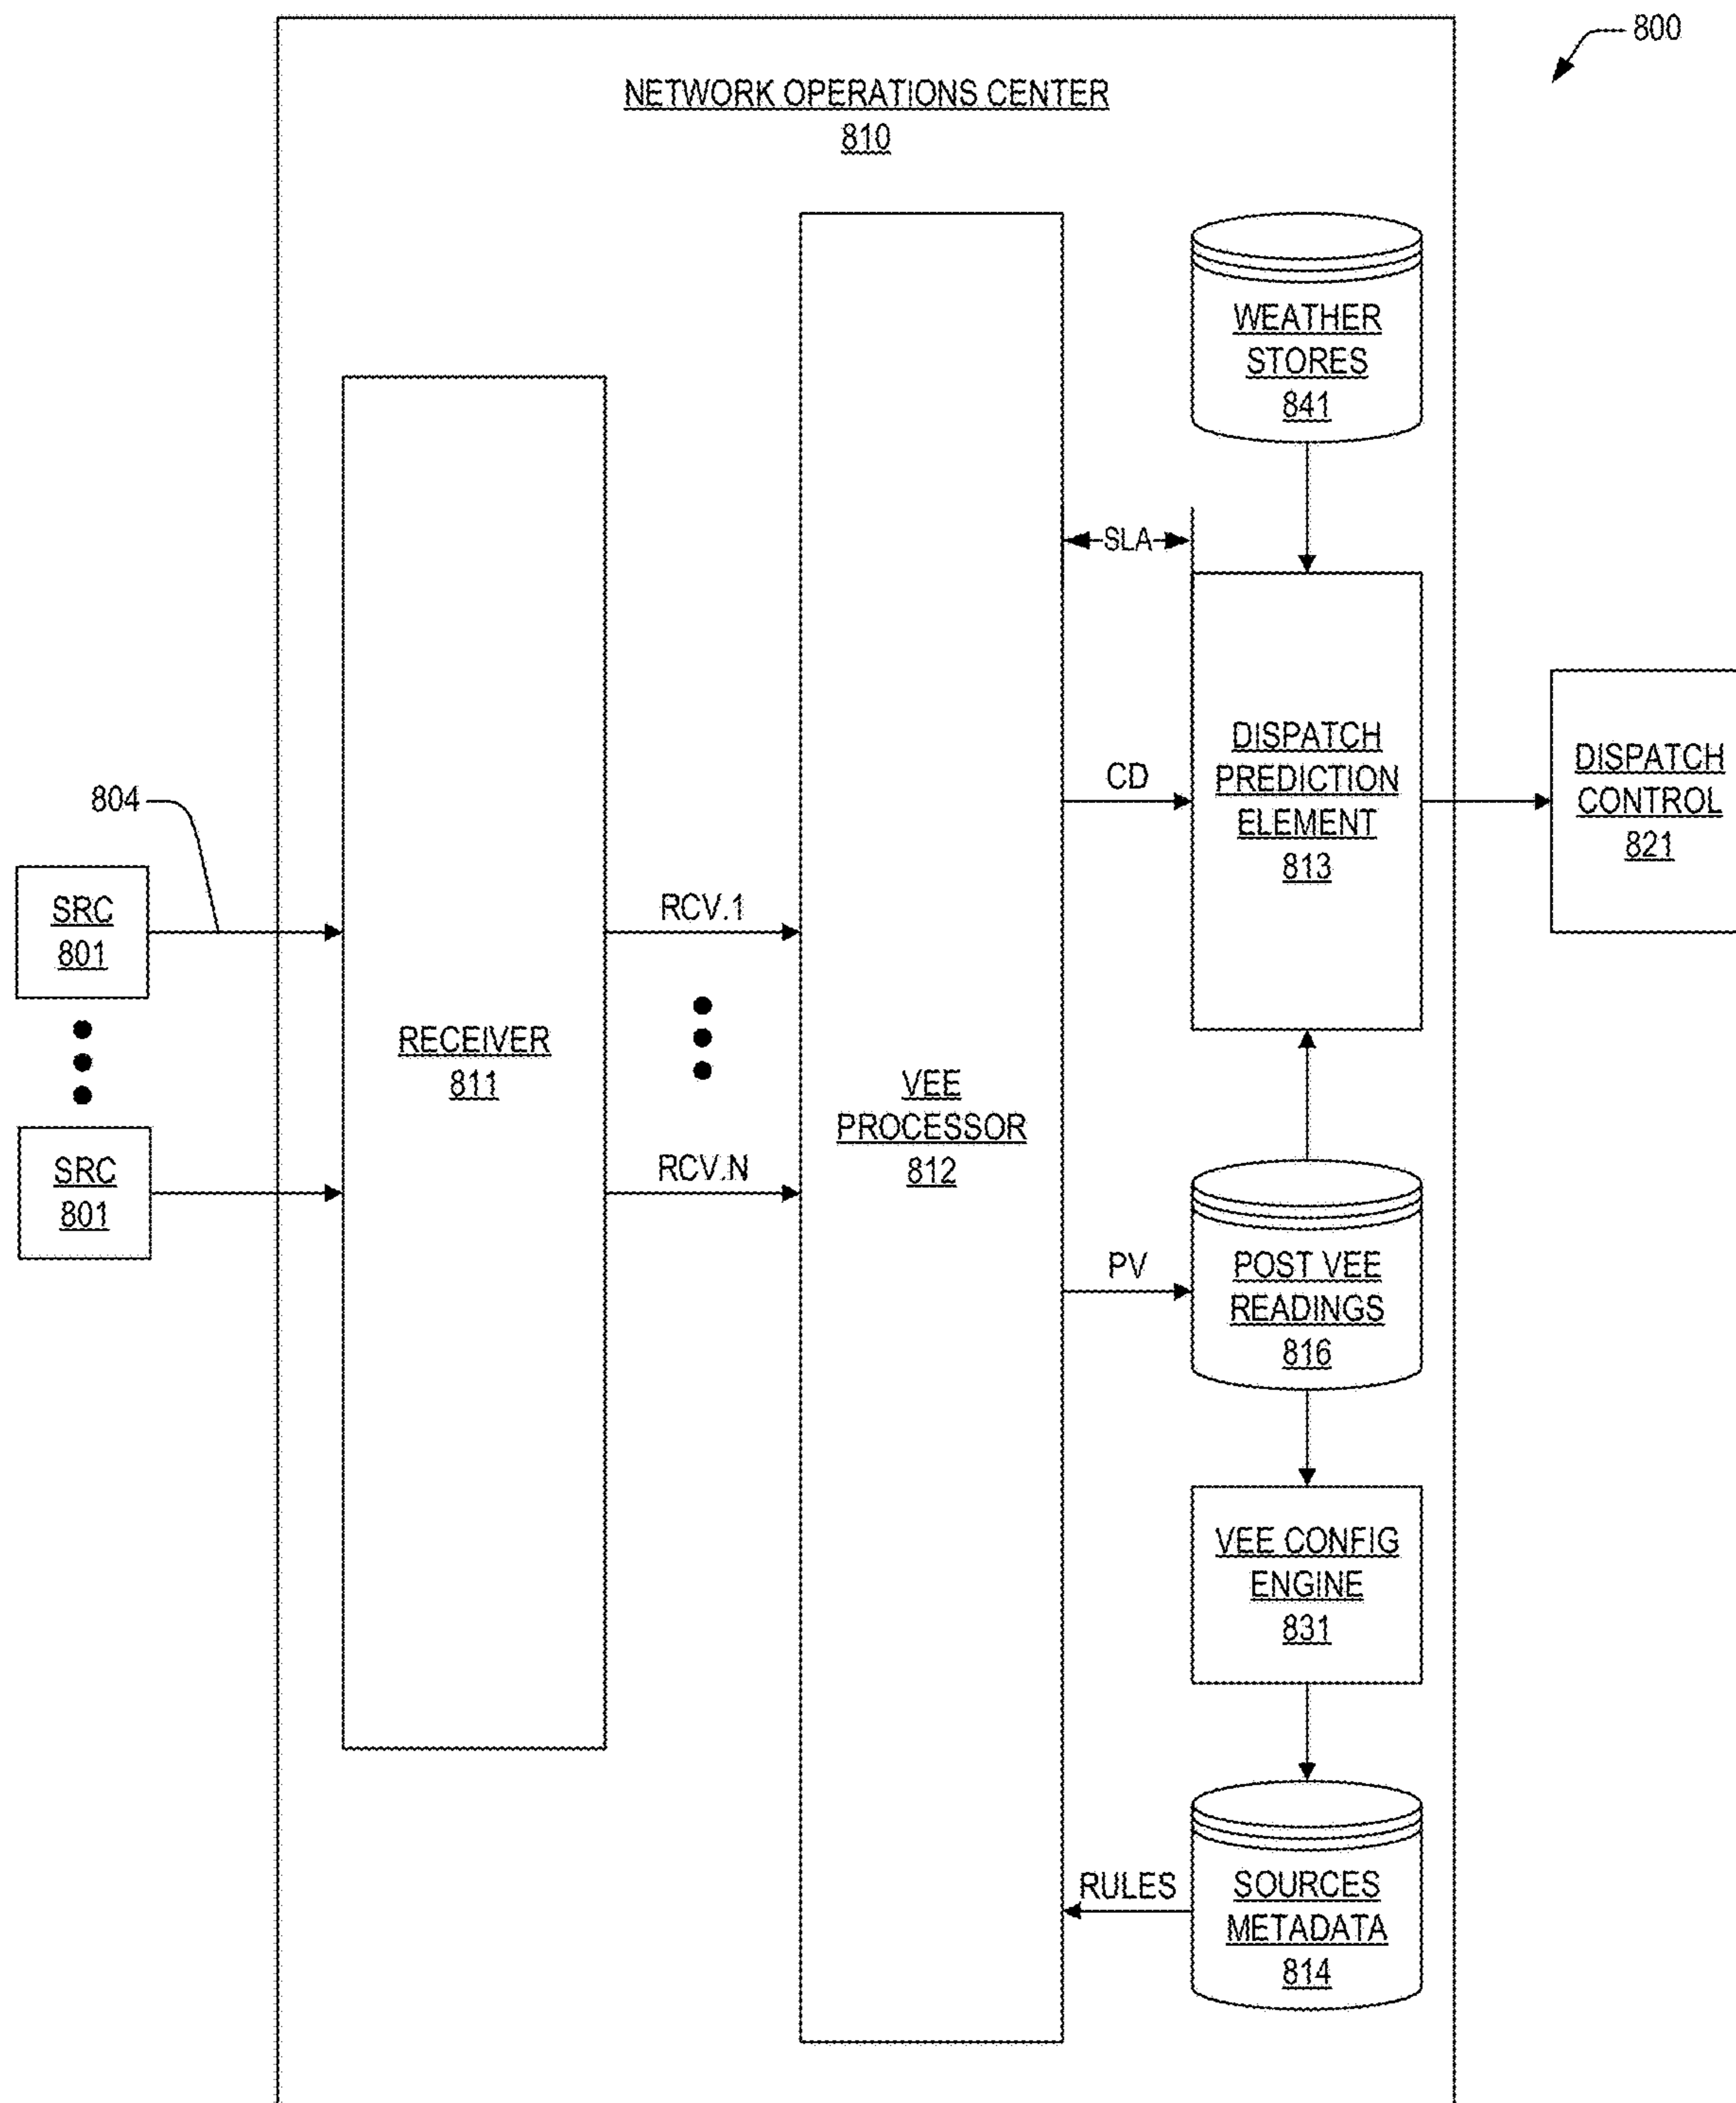 800
NETWORK OPERATIONS CENTER
810
WEATHER
STORES
841
SLA
DISPATCH
PREDICTION
ELEMENT
813
CD
DISPATCH
CONTROL
821
804
SRC
801
RCV.1
RECEIVER
811
VEE
PROCESSOR
812
SRC
801
RCV.N
PV
POST VEE
READINGS
816
VEE CONFIG
ENGINE
831
RULES
SOURCES
METADATA
814